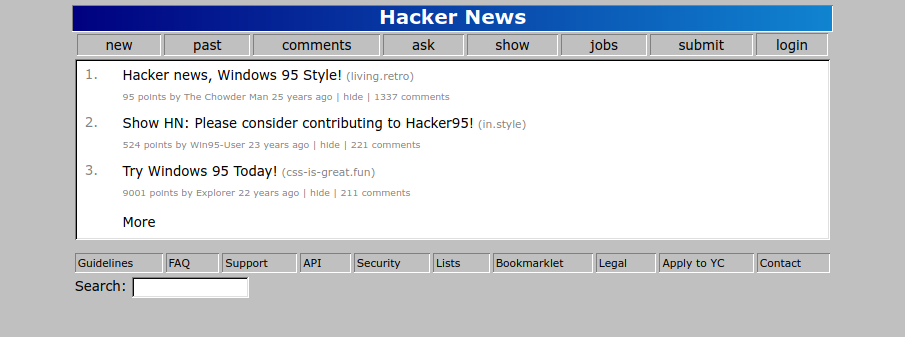 Hacker News
new past comments ask show jobs submit login
1. Hacker news, Windows 95 Style! (living.retro)
95 points by The Chowder Man 25 years ago | hide | 1337 comments
2. Show HN: Please consider contributing to Hacker95! (in.style)
524 points by Win95-User 23 years ago | hide | 221 comments
3. Try Windows 95 Today! (css-is-great.fun)
9001 points by Explorer 22 years ago | hide | 211 comments
More
Guidelines FAQ Support API Security Lists Bookmarklet Legal Apply to YC Contact
Search: